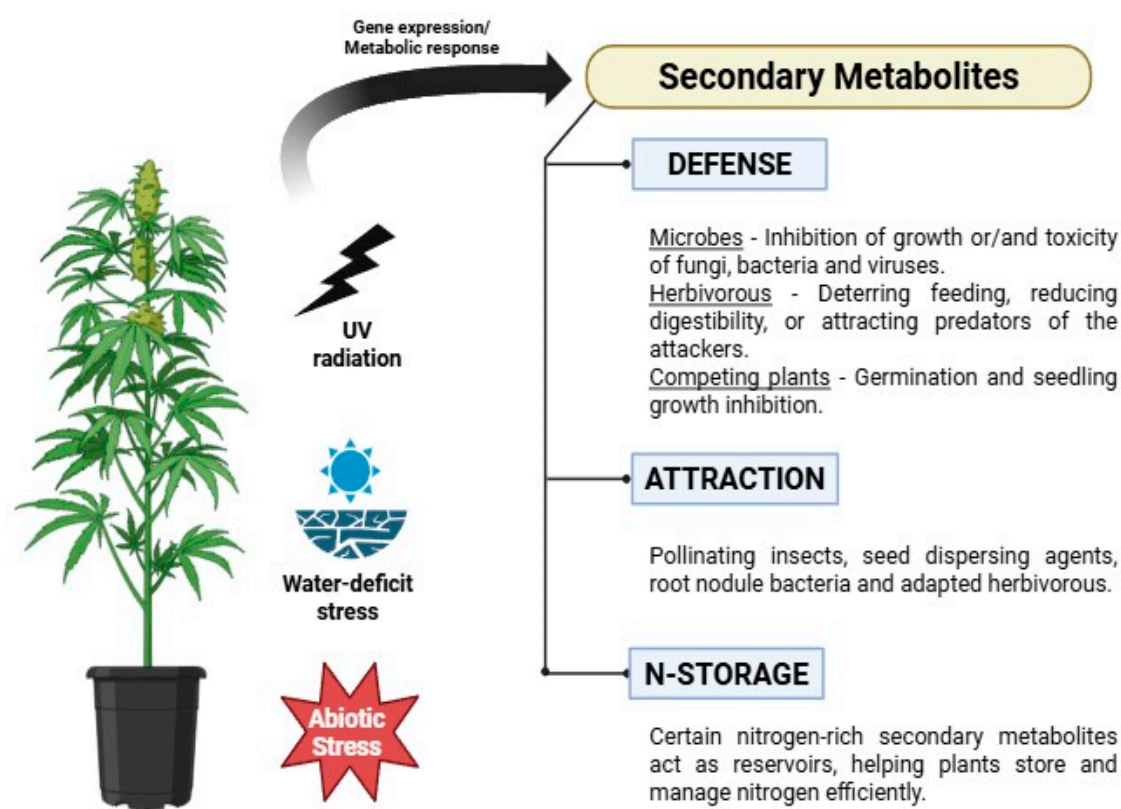 Gene expression/
Metabolic response
Secondary Metabolites
DEFENSE
Microbes - Inhibition of growth or/and toxicity
of fungi, bacteria and viruses.
Herbivorous - Deterring feeding, reducing
digestibility, or attracting predators of the
attackers.
Competing plants - Germination and seedling
growth inhibition.
UV
radiation
ATTRACTION
Pollinating insects, seed dispersing agents,
root nodule bacteria and adapted herbivorous.
Water-deficit
stress
N-STORAGE
Certain nitrogen-rich secondary metabolites
act as reservoirs, helping plants store and
manage nitrogen efficiently.
Abiotic
Stress